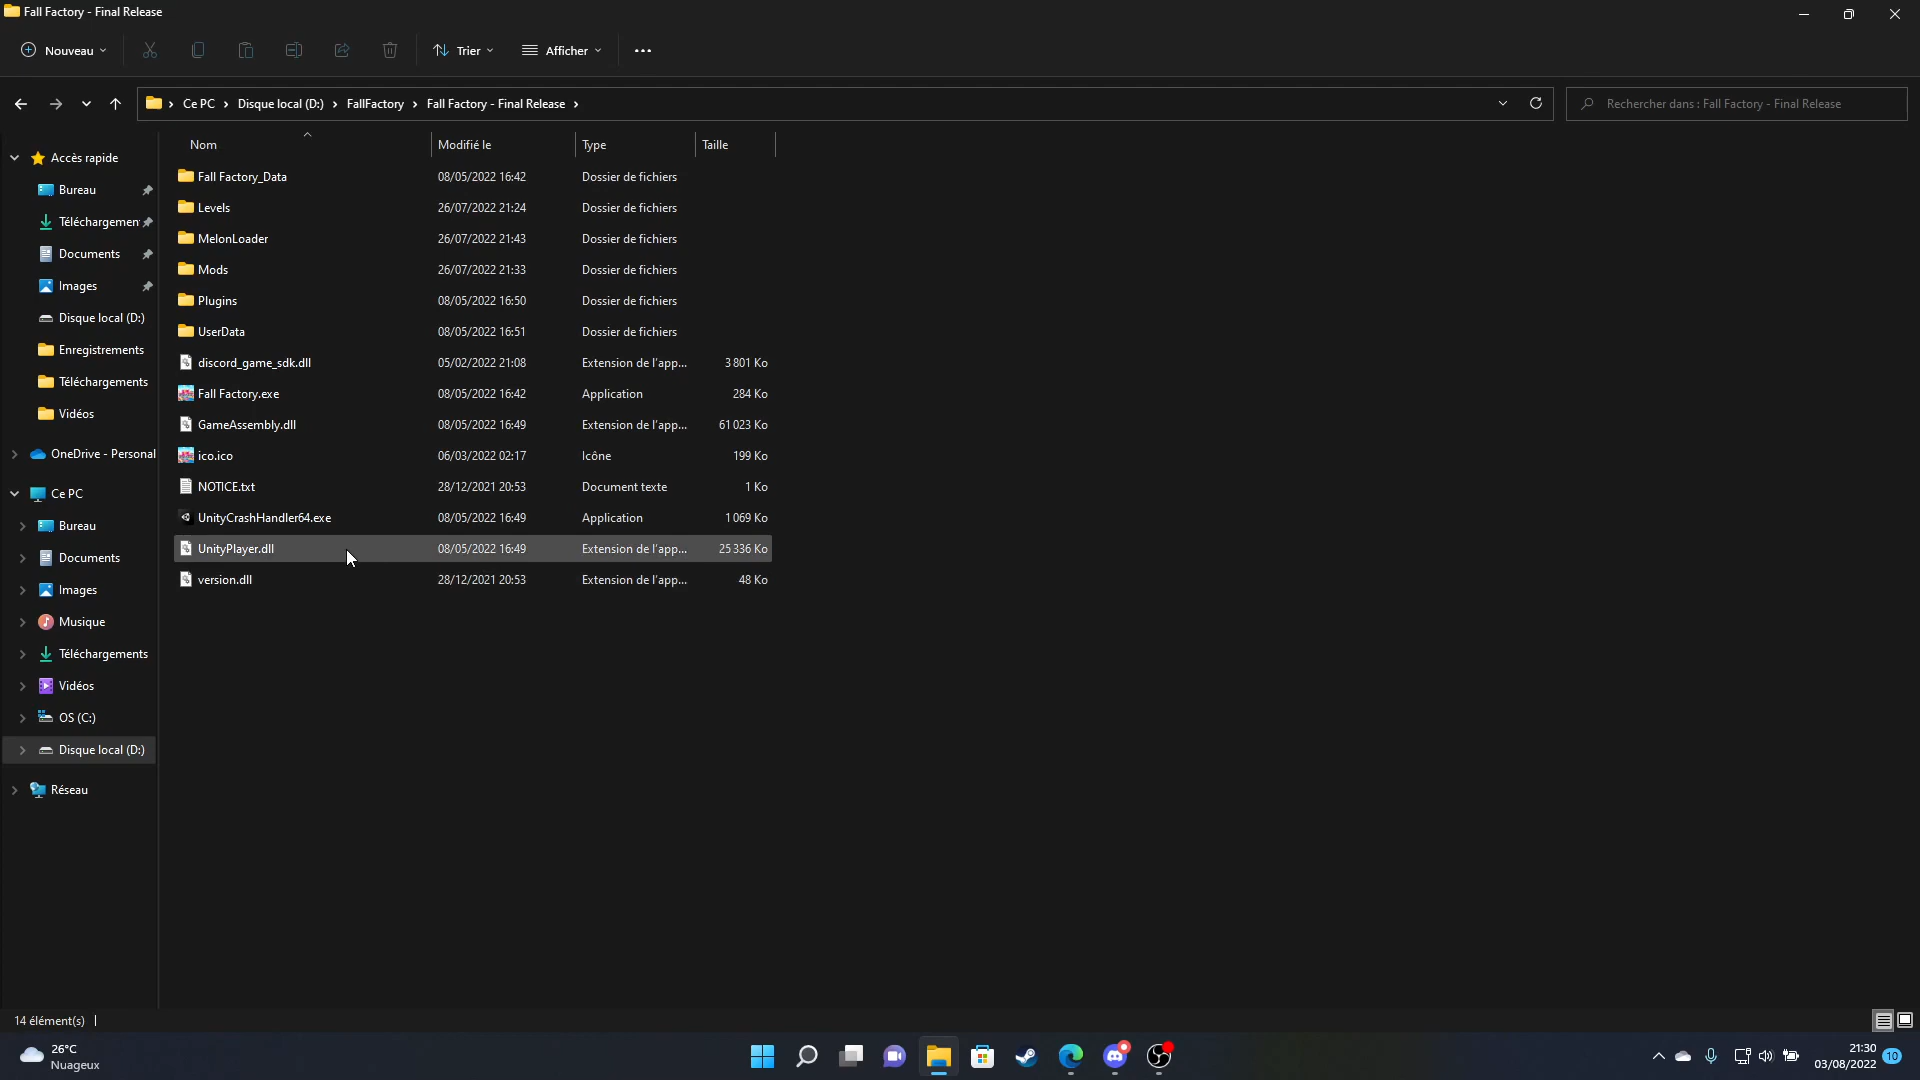 Fall Factory - Final Release
Nouveau
Trier
Afficher
Ce PC
Disque local (D:)
FallFactory
Fall Factory - Final Release
Rechercher dans : Fall Factory - Final Release
Nom Modifié le Type Taille
Fall Factory_Data 08/05/2022 16:42 Dossier de fichiers
Levels 26/07/2022 21:24 Dossier de fichiers
MelonLoader 26/07/2022 21:43 Dossier de fichiers
Mods 26/07/2022 21:33 Dossier de fichiers
Plugins 08/05/2022 16:50 Dossier de fichiers
UserData 08/05/2022 16:51 Dossier de fichiers
discord_game_sdk.dll 05/02/2022 21:08 Extension de l'app... 3 801 Ko
Fall Factory.exe 08/05/2022 16:42 Application 284 Ko
GameAssembly.dll 08/05/2022 16:49 Extension de l'app... 61 023 Ko
ico.ico 06/03/2022 02:17 Icône 199 Ko
NOTICE.txt 28/12/2021 20:53 Document texte 1 Ko
UnityCrashHandler64.exe 08/05/2022 16:49 Application 1 069 Ko
UnityPlayer.dll 08/05/2022 16:49 Extension de l'app... 25 336 Ko
version.dll 28/12/2021 20:53 Extension de l'app... 48 Ko
Accès rapide
Bureau
Téléchargemen
Documents
Images
Disque local (D:)
Enregistrements
Téléchargements
Vidéos
OneDrive - Personal
Ce PC
Bureau
Documents
Images
Musique
Téléchargements
Vidéos
OS (C:)
Disque local (D:)
Réseau
14 élément(s)
26°C
Nuageux
21:30
03/08/2022
10